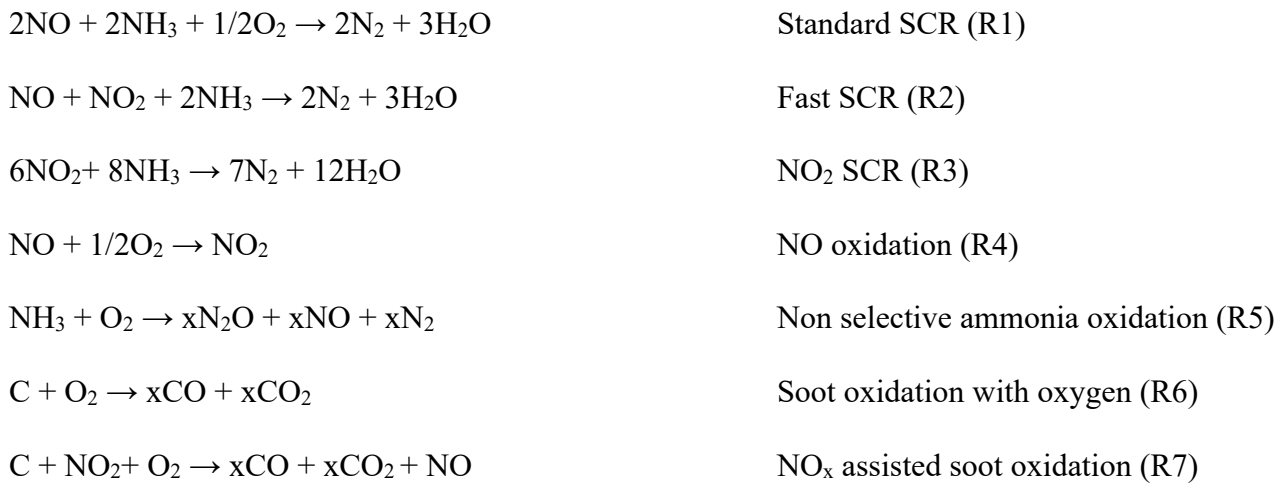 2NO + 2NH₃ + 1/2O₂ → 2N₂ + 3H₂O Standard SCR (R1)
NO + NO₂ + 2NH₃ → 2N₂ + 3H₂O Fast SCR (R2)
6NO₂+ 8NH₃ → 7N₂ + 12H₂O NO₂ SCR (R3)
NO + 1/2O₂ → NO₂ NO oxidation (R4)
NH₃ + O₂ → xN₂O + xNO + xN₂ Non selective ammonia oxidation (R5)
C + O₂ → xCO + xCO₂ Soot oxidation with oxygen (R6)
C + NO₂+ O₂ → xCO + xCO₂ + NO NOₓ assisted soot oxidation (R7)